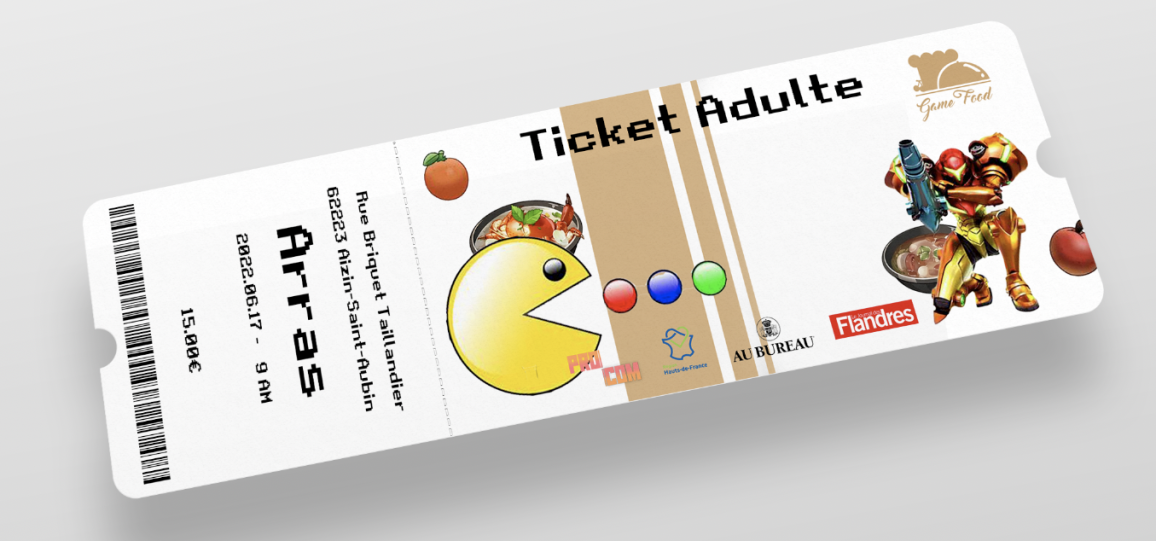 Ticket Adulte
Game Food
Rue Briquet Taillandier
62223 Aizin-Saint-Aubin
Arras
2022.06.17 - 9 AM
15.00€
PRO
COM
Hauts-de-France
AU BUREAU
Flandres